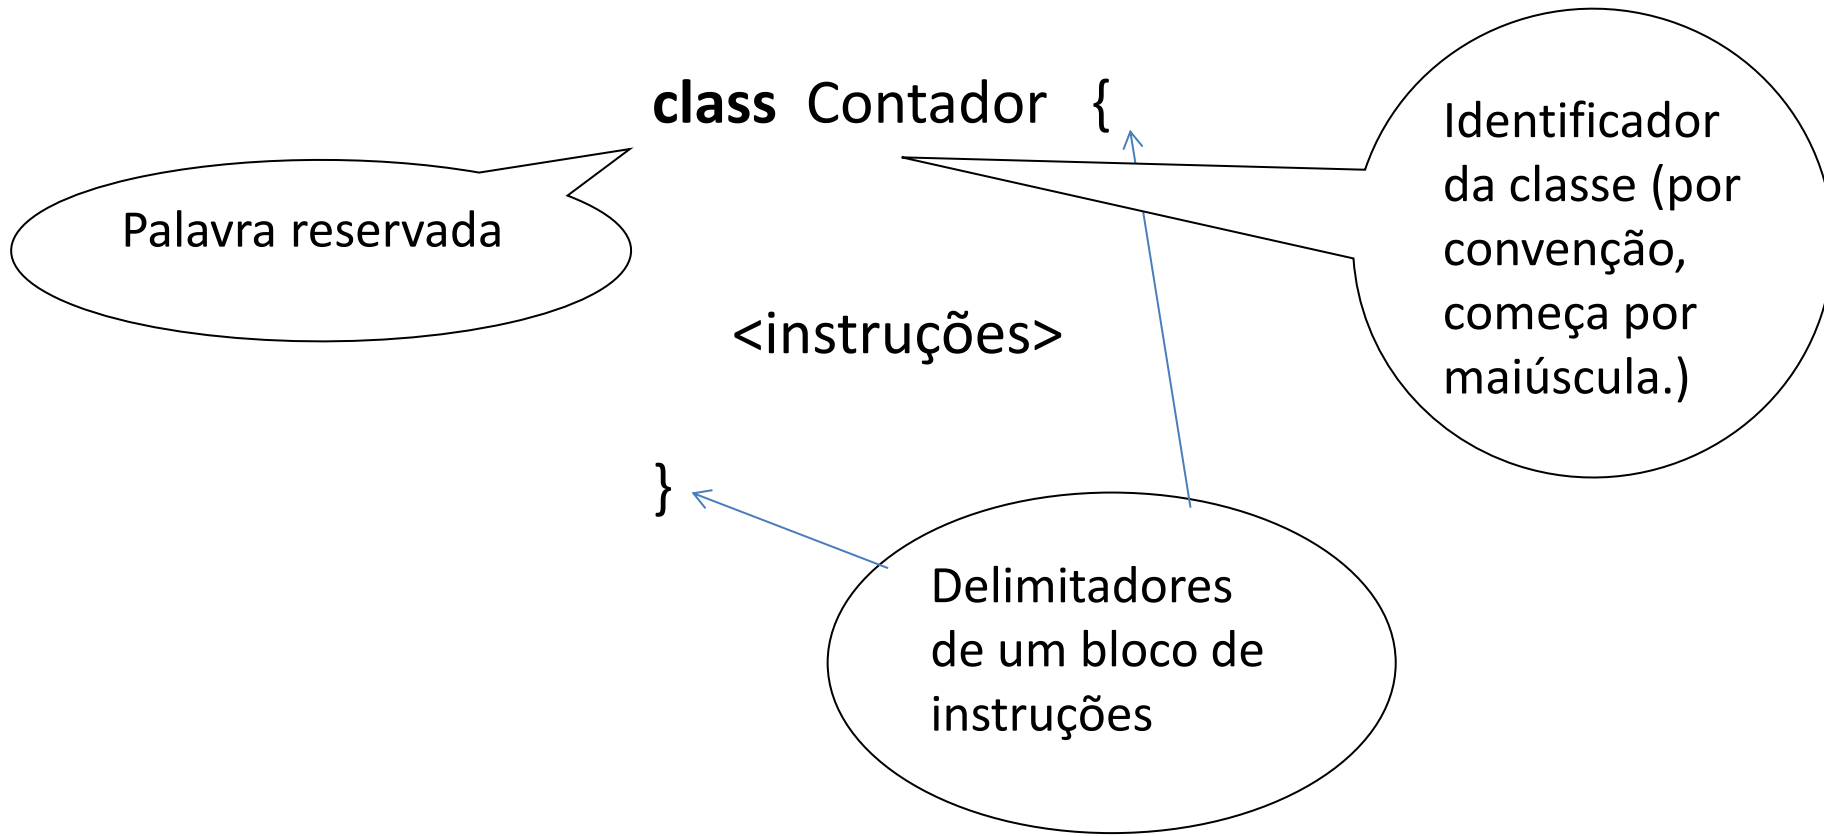 class Contador {
Palavra reservada
Identificador
da classe (por
convenção,
começa por
maiúscula.)
<instruções>
}
Delimitadores
de um bloco de
instruções